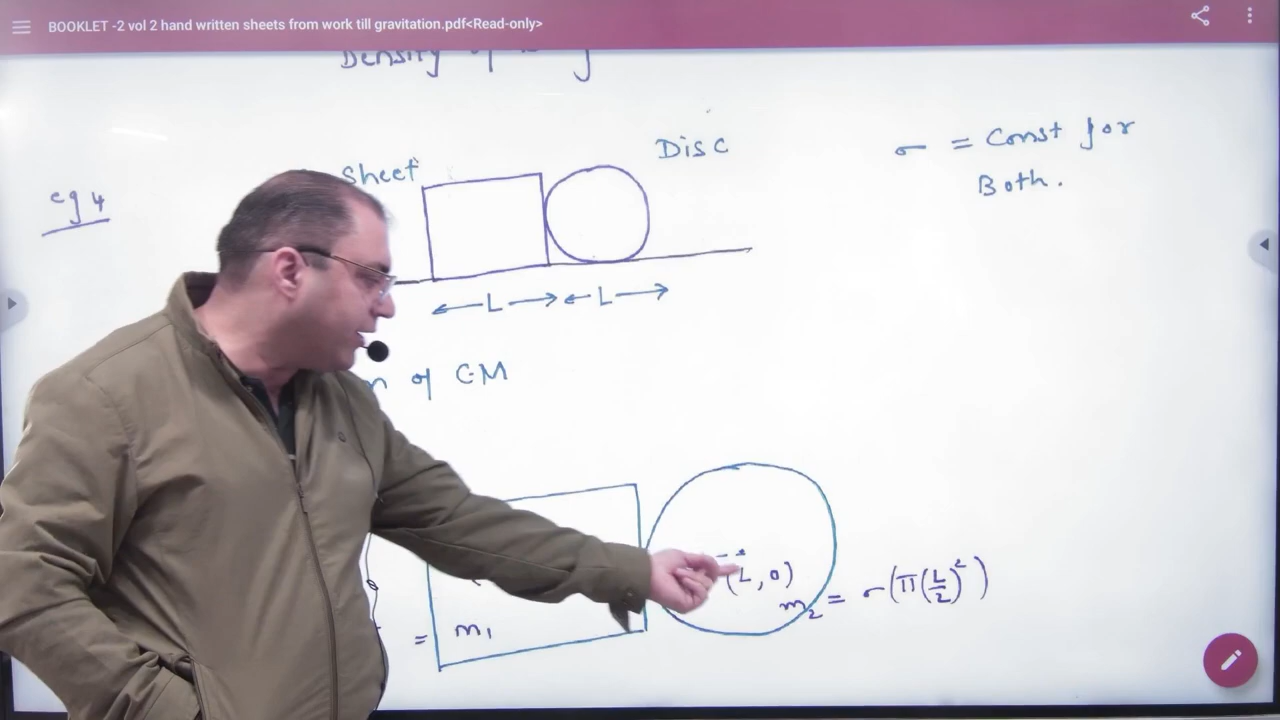 BOOKLET -2 vol 2 hand written sheets from work till gravitation.pdf<Read-only>
Density of
eg 4
Sheet
Disc
σ = Const for
Both.
L L
of CM
(L, 0)
m₂ = σ(π(L/2)²)
= m₁